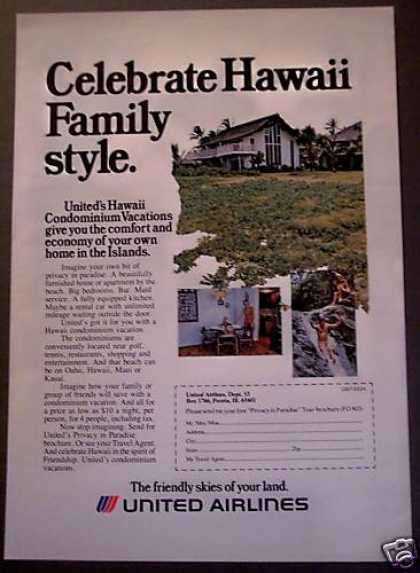 Celebrate Hawaii
Family
style.
United's Hawaii
Condominium Vacations
give you the comfort and
economy of your own
home in the Islands.
Imagine your own bit of
privacy in paradise. A beautifully
furnished house or apartment by the
beach. Big bedrooms. Bar. Maid
service. A fully equipped kitchen.
Maybe a rental car with unlimited
mileage waiting outside the door.
United's got it for you with a
Hawaii condominium vacation.
The condominiums are
conveniently located near golf,
tennis, restaurants, shopping and
entertainment. And that beach
can be on Oahu, Hawaii, Maui or
Kauai.
Imagine how your family or
group of friends will save with a
condominium vacation. And all for
a price as low as $10 a night, per
person, for 4 people, including tax.
Now stop imagining. Send for
United's Privacy in Paradise
brochure. Or see your Travel Agent.
And celebrate Hawaii in the spirit of
Friendship. United's condominium
vacations.
United Airlines, Dept. 12
Box 1766, Peoria, Ill. 61601
Please send me your free "Privacy in Paradise" Tour brochure
Mr./Mrs./Miss
Address
City
State Zip
My Travel Agent
The friendly skies of your land.
UNITED AIRLINES